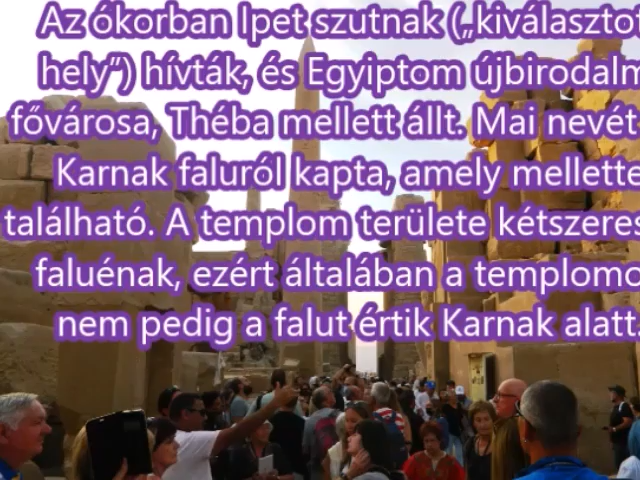 Az ókorban Ipet szutnak („kiválasztot
hely”) hívták, és Egyiptom újbirodalm
fővárosa, Théba mellett állt. Mai nevét
Karnak faluról kapta, amely mellette
található. A templom területe kétszeres
faluénak, ezért általában a templomo
nem pedig a falut értik Karnak alatt.